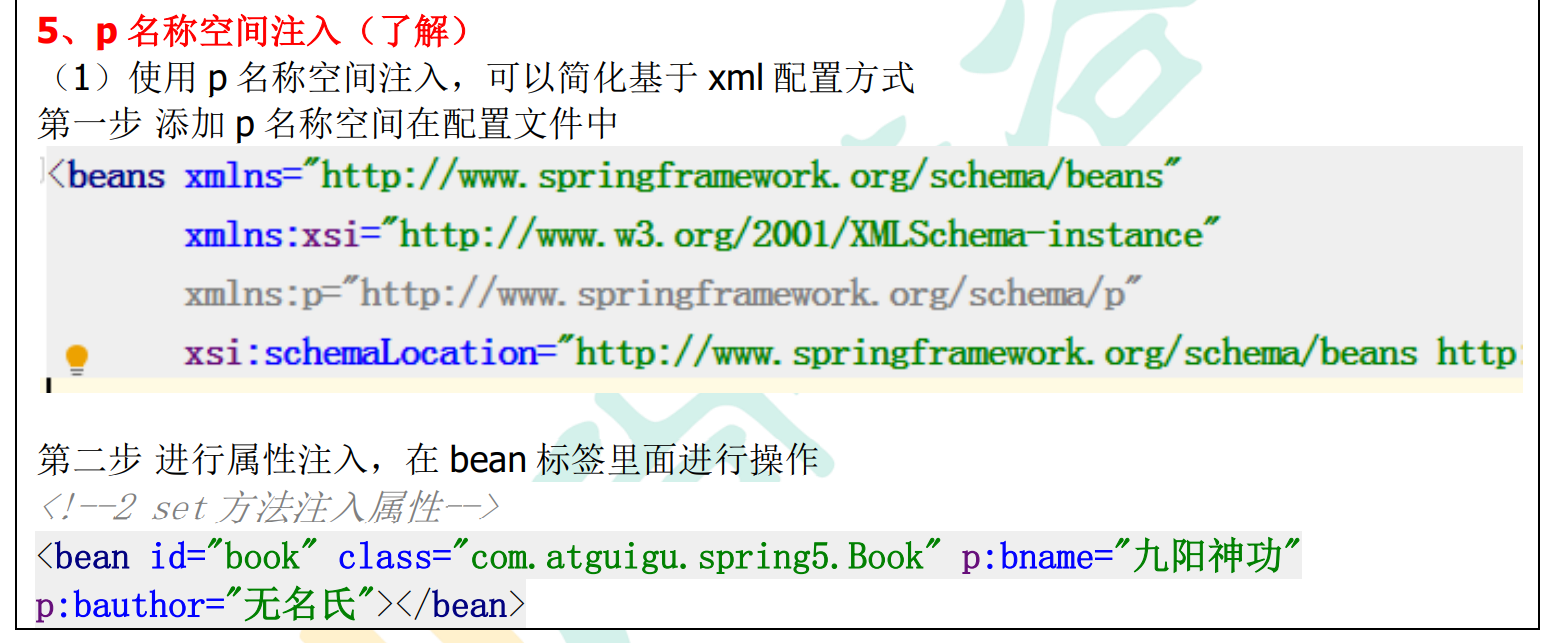 5、p 名称空间注入（了解）
（1）使用 p 名称空间注入，可以简化基于 xml 配置方式
第一步 添加 p 名称空间在配置文件中
<beans xmlns="http://www.springframework.org/schema/beans"
xmlns:xsi="http://www.w3.org/2001/XMLSchema-instance"
xmlns:p="http://www.springframework.org/schema/p"
xsi:schemaLocation="http://www.springframework.org/schema/beans http:
第二步 进行属性注入，在 bean 标签里面进行操作
<!--2 set 方法注入属性-->
<bean id="book" class="com.atguigu.spring5.Book" p:bname="九阳神功"
p:bauthor="无名氏"></bean>